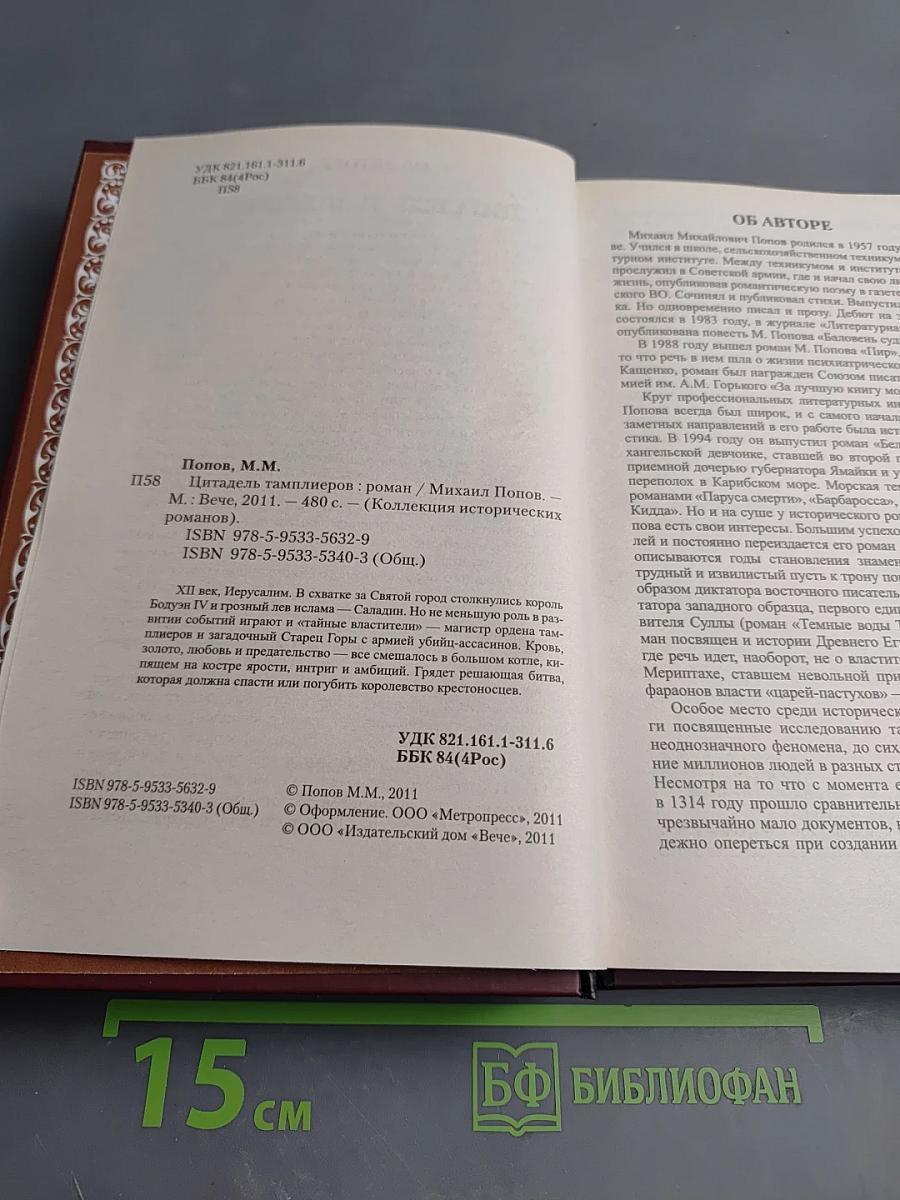 УДК 821.161.1-311.6
ББК 84(4Рос)
П58
Попов, М.М.
П58 Цитадель тамплиеров : роман / Михаил Попов. —
М. : Вече, 2011. — 480 с. — (Коллекция исторических
романов).
ISBN 978-5-9533-5632-9
ISBN 978-5-9533-5340-3 (Общ.)
XII век, Иерусалим. В схватке за Святой город столкнулись король
Бодуэн IV и грозный лев ислама — Саладин. Но не меньшую роль в раз-
витии событий играют и «тайные властители» — магистр ордена там-
плиеров и загадочный Старец Горы с армией убийц-ассасинов. Кровь,
золото, любовь и предательство — все смешалось в большом котле, ки-
пящем на костре ярости, интриг и амбиций. Грядет решающая битва,
которая должна спасти или погубить королевство крестоносцев.
УДК 821.161.1-311.6
ББК 84(4Рос)
ISBN 978-5-9533-5632-9
ISBN 978-5-9533-5340-3 (Общ.)
© Попов М.М., 2011
© Оформление. ООО «Метропресс», 2011
© ООО «Издательский дом «Вече», 2011
ОБ АВТОРЕ
Михаил Михайлович Попов родился в 1957 году
ве. Учился в школе, сельскохозяйственном техникум
турном институте. Между техникумом и институт
прослужил в Советской армии, где и начал свою ли
жизнь, опубликовав романтическую поэму в газете
ского ВО. Сочинял и публиковал стихи. Выпустил
ка. Но одновременно писал и прозу. Дебют на
состоялся в 1983 году, в журнале «Литературная
опубликована повесть М. Попова «Баловень суд
В 1988 году вышел роман М. Попова «Пир»,
то что речь в нем шла о жизни психиатрическо
Кащенко, роман был награжден Союзом писат
мией им. А.М. Горького «За лучшую книгу мо
Круг профессиональных литературных ин
Попова всегда был широк, и с самого начал
заметных направлений в его работе была ист
стика. В 1994 году он выпустил роман «Бел
хангельской девчонке, ставшей во второй п
приемной дочерью губернатора Ямайки и у
переполох в Карибском море. Морская тем
романами «Паруса смерти», «Барбаросса»,
Кидда». Но и на суше у исторического ро
пова есть свои интересы. Большим успехо
лей и постоянно переиздается его роман
описываются годы становления знамен
трудный и извилистый пусть к трону пов
образом диктатора восточного писатель
татора западного образца, первого един
вителя Суллы (роман «Темные воды Т
ман посвящен и истории Древнего Ег
где речь идет, наоборот, не о властит
Мериптахе, ставшем невольной при
фараонов власти «царей-пастухов» —
Особое место среди историческ
ги посвященные исследованию та
неоднозначного феномена, до сих
ние миллионов людей в разных ст
Несмотря на то что с момента е
в 1314 году прошло сравнительн
чрезвычайно мало документов, н
дежно опереться при создании
15 см
БФ БИБЛИОФАН